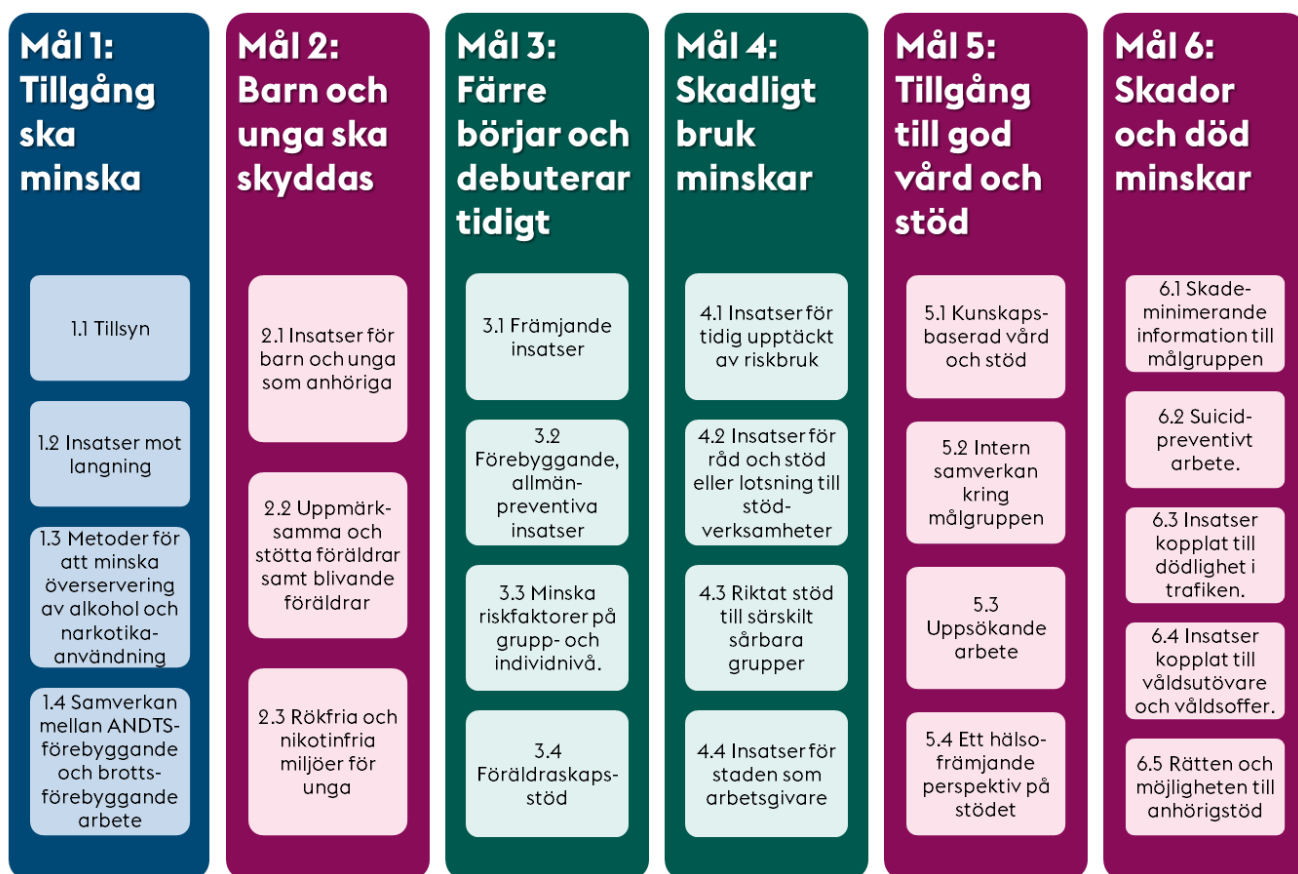 Mål 1:
Tillgång
ska
minska
1.1 Tillsyn
1.2 Insatser mot
langning
1.3 Metoder för
att minska
överservering
av alkohol och
narkotika-
användning
1.4 Samverkan
mellan ANDTS-
förebyggande
och brotts-
förebyggande
arbete
Mål 2:
Barn och
unga ska
skyddas
2.1 Insatser för
barn och unga
som anhöriga
2.2 Uppmärk-
samma och
stötta föräldrar
samt blivande
föräldrar
2.3 Rökfria och
nikotinfria
miljöer för
unga
Mål 3:
Färre
börjar och
debuterar
tidigt
3.1 Främjande
insatser
3.2
Förebyggande,
allmän-
preventiva
insatser
3.3 Minska
riskfaktorer på
grupp- och
individnivå.
3.4
Föräldraskaps-
stöd
Mål 4:
Skadligt
bruk
minskar
4.1 Insatser för
tidig upptäckt
av riskbruk
4.2 Insatser för
råd och stöd
eller lotsning till
stöd-
verksamheter
4.3 Riktat stöd
till särskilt
sårbara
grupper
4.4 Insatser för
staden som
arbetsgivare
Mål 5:
Tillgång
till god
vård och
stöd
5.1 Kunskaps-
baserad vård
och stöd
5.2 Intern
samverkan
kring
målgruppen
5.3
Uppsökande
arbete
5.4 Ett hälso-
främjande
perspektiv på
stödet
Mål 6:
Skador
och död
minskar
6.1 Skade-
minimerande
information till
målgruppen
6.2 Suicid-
preventivt
arbete.
6.3 Insatser
kopplat till
dödlighet i
trafiken.
6.4 Insatser
kopplat till
våldsutövare
och våldsoffer.
6.5 Rätten och
möjligheten till
anhörigstöd